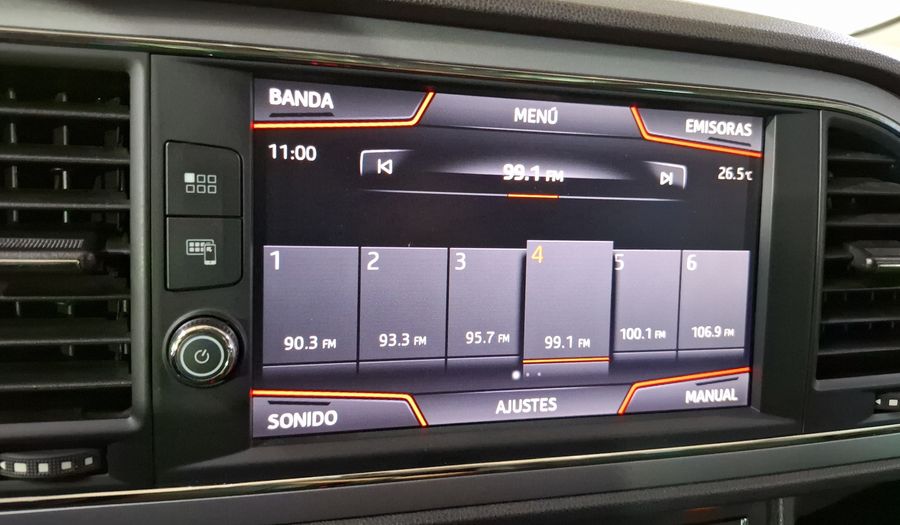 BANDA
MENÚ
EMISORAS
11:00
99.1 FM
26.5°C
1
2
3
4
5
6
90.3 FM
93.3 FM
95.7 FM
99.1 FM
100.1 FM
106.9 FM
SONIDO
AJUSTES
MANUAL